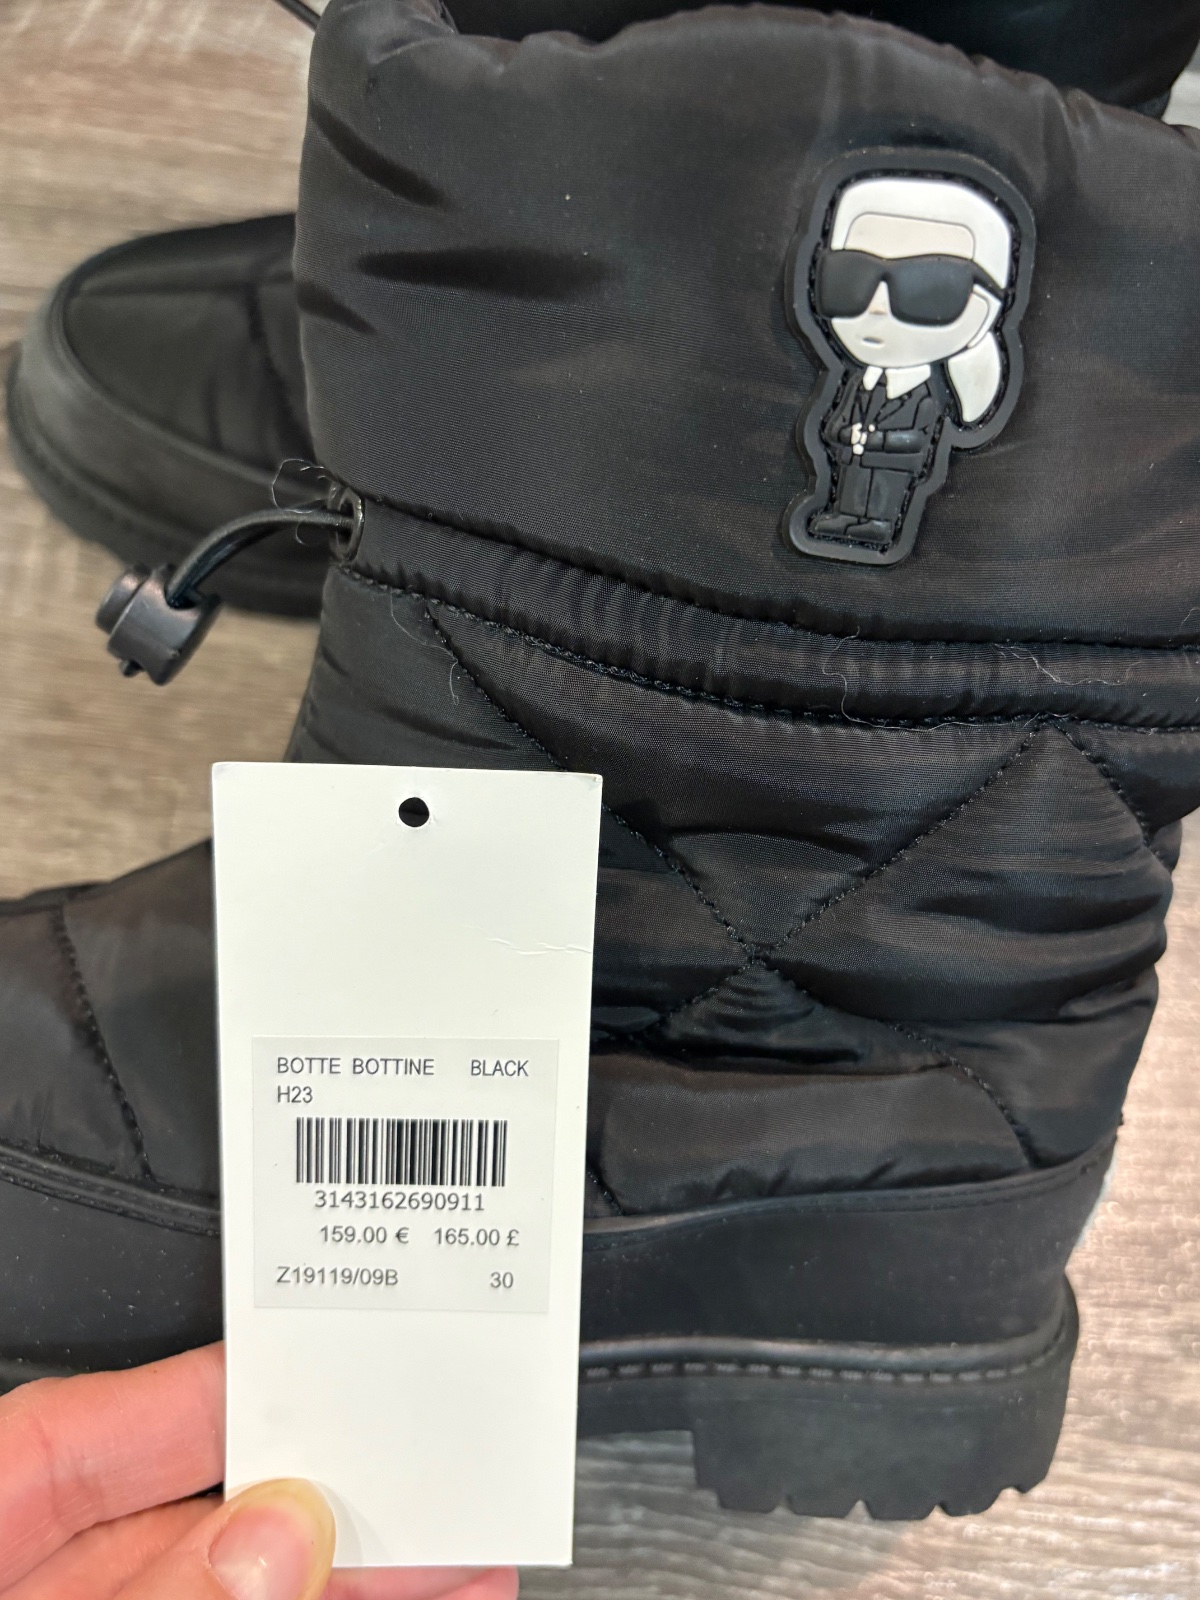 BOTTE BOTTINE BLACK
H23
3143162690911
159.00 € 165.00 £
Z19119/09B 30